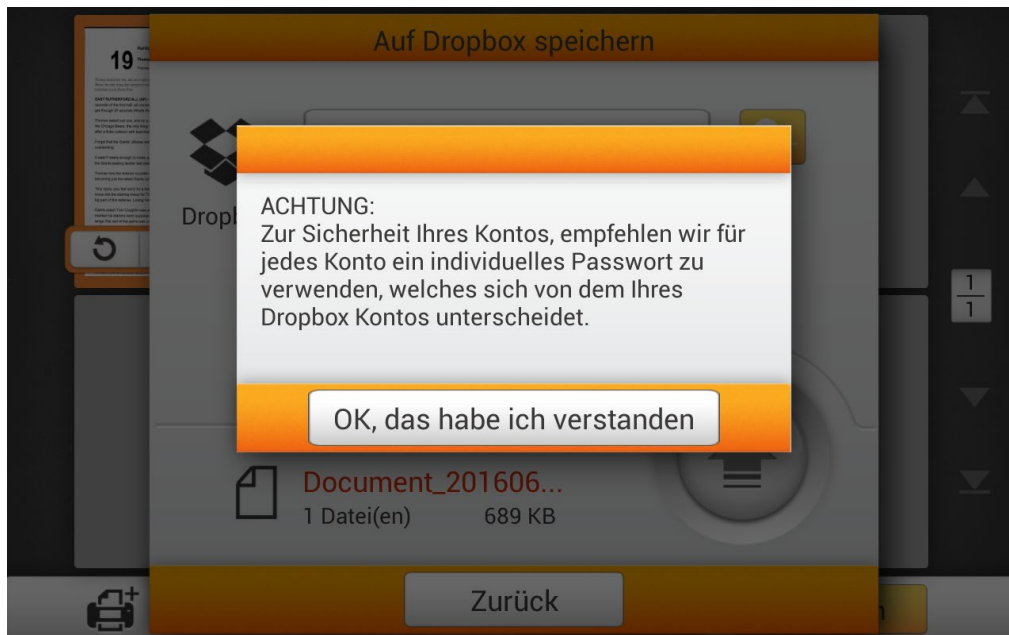 Auf Dropbox speichern
19
ACHTUNG:
Zur Sicherheit Ihres Kontos, empfehlen wir für
jedes Konto ein individuelles Passwort zu
verwenden, welches sich von dem Ihres
Dropbox Kontos unterscheidet.
OK, das habe ich verstanden
Document_201606...
1 Datei(en) 689 KB
1
1
Zurück